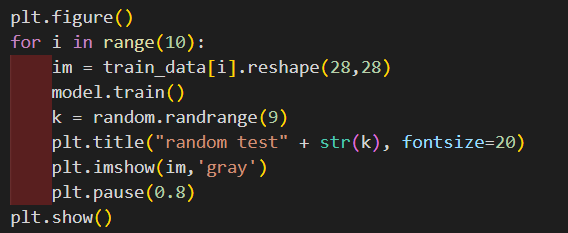 plt.figure()
for i in range(10):
    im = train_data[i].reshape(28,28)
    model.train()
    k = random.randrange(9)
    plt.title("random test" + str(k), fontsize=20)
    plt.imshow(im,'gray')
    plt.pause(0.8)
plt.show()